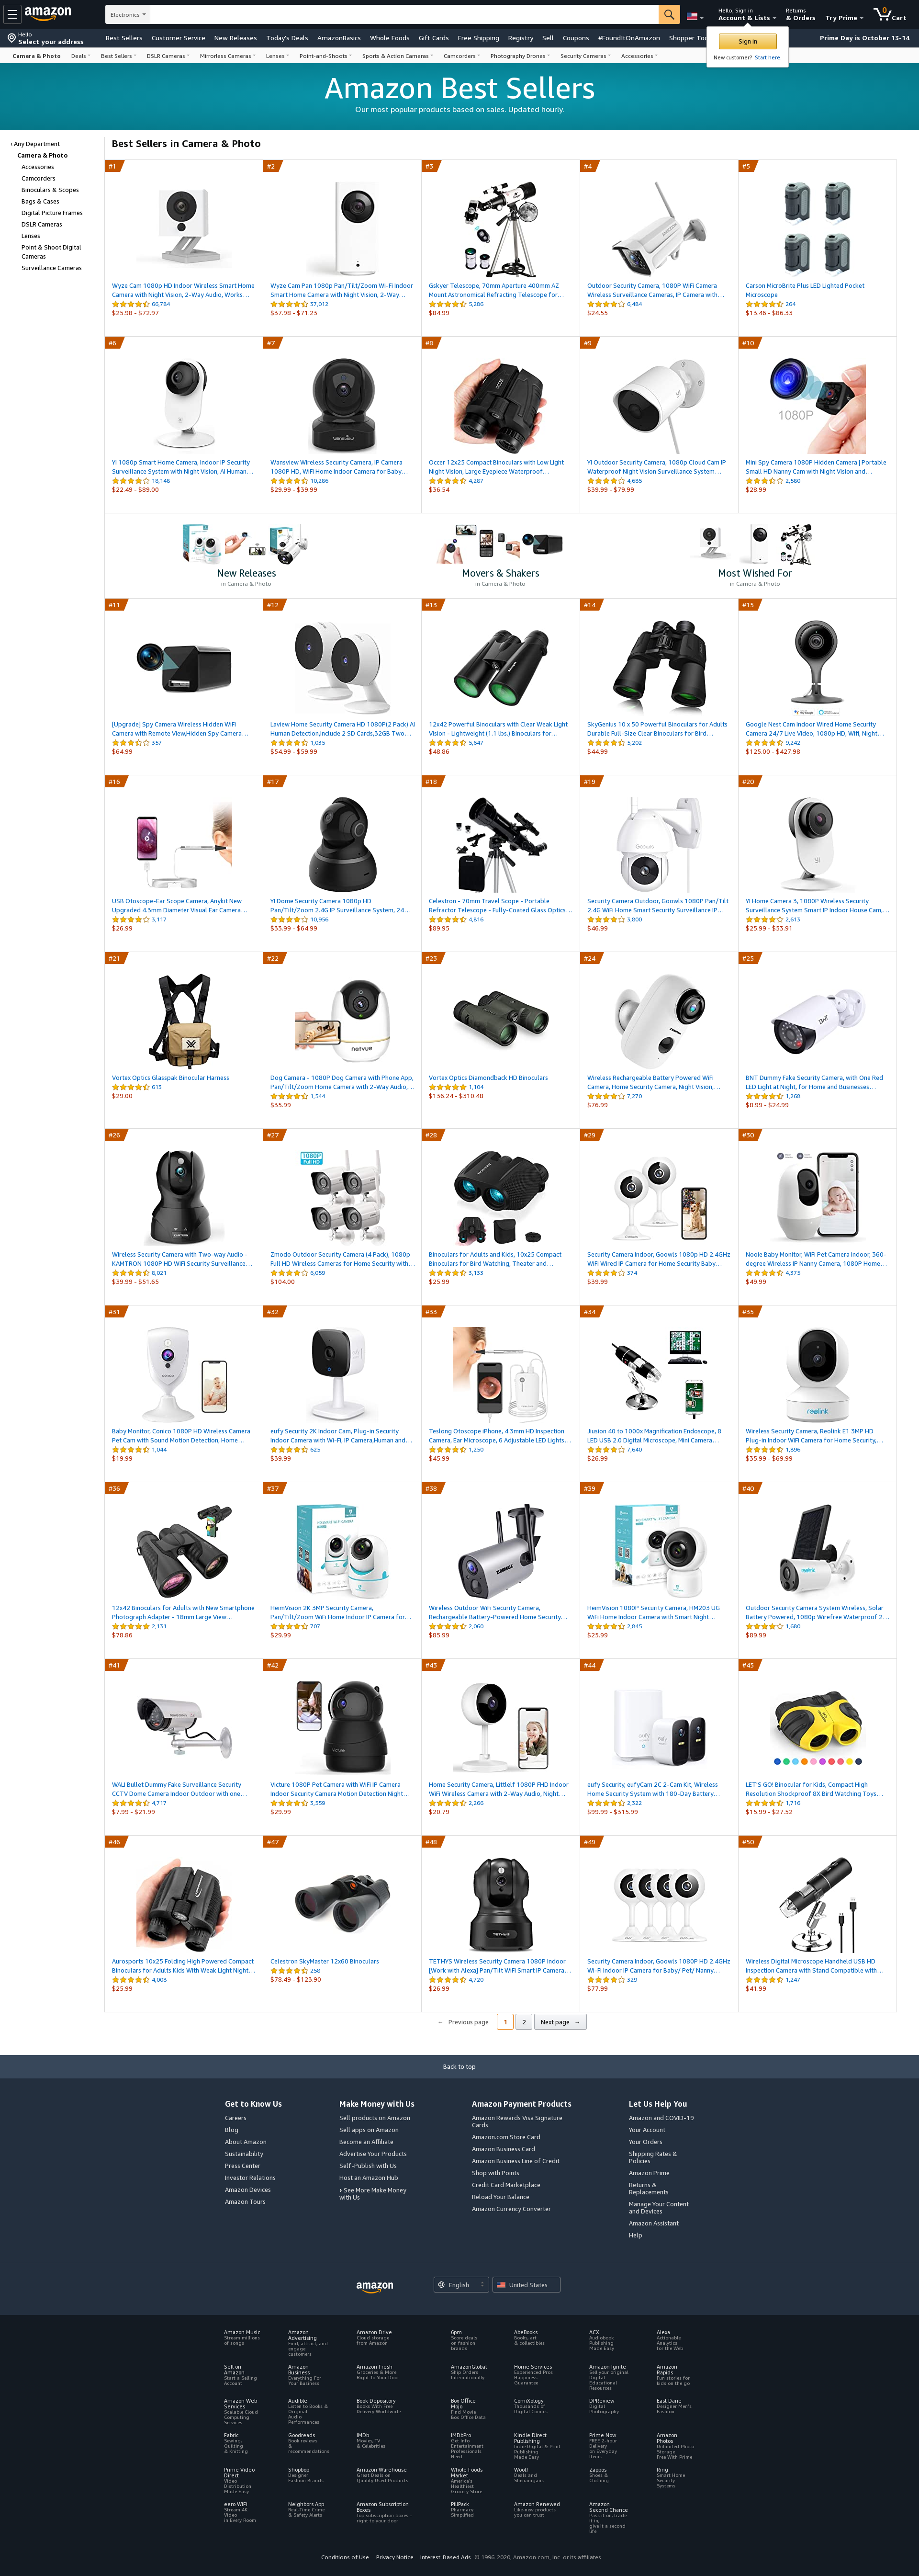 Electronics
Hello
Select your address
Hello, Sign in
Account & Lists
Returns
& Orders
Try Prime
0
Cart
amazon
Best Sellers
Customer Service
New Releases
Today's Deals
AmazonBasics
Whole Foods
Gift Cards
Free Shipping
Registry
Sell
Coupons
#FoundItOnAmazon
Shopper
Prime Day is October 13-14
Sign in
New customer? Start here.
Camera & Photo
Deals
Best Sellers
DSLR Cameras
Mirrorless Cameras
Lenses
Point-and-Shoots
Sports & Action Cameras
Camcorders
Photography Drones
Security Cameras
Accessories
Amazon Best Sellers
Our most popular products based on sales. Updated hourly.
‹ Any Department
Camera & Photo
Accessories
Camcorders
Binoculars & Scopes
Bags & Cases
Digital Picture Frames
DSLR Cameras
Lenses
Point & Shoot Digital
Cameras
Surveillance Cameras
Best Sellers in Camera & Photo
#1
Wyze Cam 1080p HD Indoor Wireless Smart Home
Camera with Night Vision, 2-Way Audio, Works…
66,784
$25.98 - $72.97
#2
Wyze Cam Pan 1080p Pan/Tilt/Zoom Wi-Fi Indoor
Smart Home Camera with Night Vision, 2-Way…
37,012
$37.98 - $71.23
#3
Gskyer Telescope, 70mm Aperture 400mm AZ
Mount Astronomical Refracting Telescope for…
5,286
$84.99
#4
Outdoor Security Camera, 1080P WiFi Camera
Wireless Surveillance Cameras, IP Camera with…
6,484
$24.55
#5
Carson MicroBrite Plus LED Lighted Pocket
Microscope
264
$13.46 - $86.33
#6
YI 1080p Smart Home Camera, Indoor IP Security
Surveillance System with Night Vision, AI Human…
18,148
$22.49 - $89.00
#7
Wansview Wireless Security Camera, IP Camera
1080P HD, WiFi Home Indoor Camera for Baby…
10,286
$29.99 - $39.99
#8
Occer 12x25 Compact Binoculars with Low Light
Night Vision, Large Eyepiece Waterproof…
4,287
$36.54
#9
YI Outdoor Security Camera, 1080p Cloud Cam IP
Waterproof Night Vision Surveillance System…
4,685
$39.99 - $79.99
#10
1080P
Mini Spy Camera 1080P Hidden Camera | Portable
Small HD Nanny Cam with Night Vision and…
2,560
$28.99
New Releases
in Camera & Photo
Movers & Shakers
in Camera & Photo
Most Wished For
in Camera & Photo
#11
[Upgrade] Spy Camera Wireless Hidden WiFi
Camera with Remote View,Hidden Spy Camera…
357
$64.99
#12
Laview Home Security Camera HD 1080P(2 Pack) AI
Human Detection,Include 2 SD Cards,32GB Two…
1,035
$54.99 - $59.99
#13
12x42 Powerful Binoculars with Clear Weak Light
Vision - Lightweight (1.1 lbs.) Binoculars for…
5,647
$48.86
#14
SkyGenius 10 x 50 Powerful Binoculars for Adults
Durable Full-Size Clear Binoculars for Bird…
5,202
$44.99
#15
Google Nest Cam Indoor Wired Home Security
Camera 24/7 Live Video, 1080p HD, Wifi, Night…
9,242
$125.00 - $427.98
#16
USB Otoscope-Ear Scope Camera, Anykit New
Upgraded 4.3mm Diameter Visual Ear Camera…
3,117
$26.99
#17
YI Dome Security Camera 1080p HD
Pan/Tilt/Zoom 2.4G IP Surveillance System, 24…
10,956
$33.99 - $64.99
#18
Celestron - 70mm Travel Scope - Portable
Refractor Telescope - Fully-Coated Glass Optics…
4,816
$89.95
#19
Security Camera Outdoor, Goowls 1080P Pan/Tilt
2.4G WiFi Home Smart Security Surveillance IP…
3,800
$46.99
#20
YI Home Camera 3, 1080P Wireless Security
Surveillance System Smart IP Indoor House Cam,…
2,613
$25.99 - $53.91
#21
Vortex Optics Glasspak Binocular Harness
613
$29.00
#22
netvue
Dog Camera - 1080P Dog Camera with Phone App,
Pan/Tilt/Zoom Home Camera with 2-Way Audio,…
1,544
$35.99
#23
Vortex Optics Diamondback HD Binoculars
1,104
$136.24 - $310.48
#24
Wireless Rechargeable Battery Powered WiFi
Camera, Home Security Camera, Night Vision,…
7,270
$76.99
#25
BNT Dummy Fake Security Camera, with One Red
LED Light at Night, for Home and Businesses…
1,268
$8.99 - $24.99
#26
Wireless Security Camera with Two-way Audio -
KAMTRON 1080P HD WiFi Security Surveillance…
8,021
$39.99 - $51.65
#27
1080P
Full HD
Zmodo Outdoor Security Camera (4 Pack), 1080p
Full HD Wireless Cameras for Home Security with…
6,059
$104.00
#28
Binoculars for Adults and Kids, 10x25 Compact
Binoculars for Bird Watching, Theater and…
3,133
$25.99
#29
Security Camera Indoor, Goowls 1080p HD 2.4GHz
WiFi Wired IP Camera for Home Security Baby…
374
$39.99
#30
Nooie Baby Monitor, WiFi Pet Camera Indoor, 360-
degree Wireless IP Nanny Camera, 1080P Home…
4,375
$49.99
#31
Baby Monitor, Conico 1080P HD Wireless Camera
Pet Cam with Sound Motion Detection, Home…
1,044
$19.99
#32
eufy Security 2K Indoor Cam, Plug-in Security
Indoor Camera with Wi-Fi, IP Camera,Human and…
625
$39.99
#33
Teslong Otoscope iPhone, 4.3mm HD Inspection
Camera, Ear Microscope, 6 Adjustable LED Lights…
1,250
$45.99
#34
Jiusion 40 to 1000x Magnification Endoscope, 8
LED USB 2.0 Digital Microscope, Mini Camera…
7,640
$26.99
#35
reolink
Wireless Security Camera, Reolink E1 3MP HD
Plug-in Indoor WiFi Camera for Home Security,…
1,896
$35.99 - $69.99
#36
12x42 Binoculars for Adults with New Smartphone
Photograph Adapter - 18mm Large View…
2,131
$78.86
#37
HeimVision 2K 3MP Security Camera,
Pan/Tilt/Zoom WiFi Home Indoor IP Camera for…
707
$29.99
#38
Wireless Outdoor WIFI Security Camera,
Rechargeable Battery-Powered Home Security…
2,060
$85.99
#39
HeimVision 1080P Security Camera, HM203 UG
WiFi Home Indoor Camera with Smart Night…
2,845
$25.99
#40
reolink
Outdoor Security Camera System Wireless, Solar
Battery Powered, 1080p Wirefree Waterproof 2…
1,680
$89.99
#41
WALI Bullet Dummy Fake Surveillance Security
CCTV Dome Camera Indoor Outdoor with one…
4,717
$7.99 - $21.99
#42
Victure
Victure 1080P Pet Camera with WiFi IP Camera
Indoor Security Camera Motion Detection Night…
3,559
$29.99
#43
Home Security Camera, Littlelf 1080P FHD Indoor
WiFi Wireless Camera with 2-Way Audio, Night…
2,266
$20.79
#44
eufy
eufy Security, eufyCam 2C 2-Cam Kit, Wireless
Home Security System with 180-Day Battery…
2,322
$99.99 - $315.99
#45
LET'S GO! Binocular for Kids, Compact High
Resolution Shockproof 8X Bird Watching Toys…
1,716
$15.99 - $27.52
#46
Aurosports 10x25 Folding High Powered Compact
Binoculars for Adults Kids With Weak Light Night…
4,008
$25.99
#47
Celestron SkyMaster 12x60 Binoculars
258
$78.49 - $123.90
#48
TETHYS Wireless Security Camera 1080P Indoor
[Work with Alexa] Pan/Tilt WiFi Smart IP Camera…
4,720
$26.99
#49
Security Camera Indoor, Goowls 1080P HD 2.4GHz
Wi-Fi Indoor IP Camera for Baby/ Pet/ Nanny…
329
$77.99
#50
Wireless Digital Microscope Handheld USB HD
Inspection Camera with Stand Compatible with…
1,247
$41.99
← Previous page
1
2
Next page →
Back to top
Get to Know Us
Careers
Blog
About Amazon
Sustainability
Press Center
Investor Relations
Amazon Devices
Amazon Tours
Make Money with Us
Sell products on Amazon
Sell apps on Amazon
Become an Affiliate
Advertise Your Products
Self-Publish with Us
Host an Amazon Hub
› See More Make Money
with Us
Amazon Payment Products
Amazon Rewards Visa Signature
Cards
Amazon.com Store Card
Amazon Business Card
Amazon Business Line of Credit
Shop with Points
Credit Card Marketplace
Reload Your Balance
Amazon Currency Converter
Let Us Help You
Amazon and COVID-19
Your Account
Your Orders
Shipping Rates &
Policies
Amazon Prime
Returns &
Replacements
Manage Your Content
and Devices
Amazon Assistant
Help
amazon
English
United States
Amazon Music
Stream millions
of songs
Amazon
Advertising
Find, attract, and
engage
customers
Amazon Drive
Cloud storage
from Amazon
6pm
Score deals
on fashion
brands
AbeBooks
Books, art
& collectibles
ACX
Audiobook
Publishing
Made Easy
Alexa
Actionable
Analytics
for the Web
Sell on
Amazon
Start a Selling
Account
Amazon
Business
Everything For
Your Business
Amazon Fresh
Groceries & More
Right To Your Door
AmazonGlobal
Ship Orders
Internationally
Home Services
Experienced Pros
Happiness
Guarantee
Amazon Ignite
Sell your original
Digital
Educational
Resources
Amazon
Rapids
Fun stories for
kids on the go
Amazon Web
Services
Scalable Cloud
Computing
Services
Audible
Listen to Books &
Original
Audio
Performances
Book Depository
Books With Free
Delivery Worldwide
Box Office
Mojo
Find Movie
Box Office Data
ComiXology
Thousands of
Digital Comics
DPReview
Digital
Photography
East Dane
Designer Men's
Fashion
Fabric
Sewing,
Quilting
& Knitting
Goodreads
Book reviews
&
recommendations
IMDb
Movies, TV
& Celebrities
IMDbPro
Get Info
Entertainment
Professionals
Need
Kindle Direct
Publishing
Indie Digital & Print
Publishing
Made Easy
Prime Now
FREE 2-hour
Delivery
on Everyday
Items
Amazon
Photos
Unlimited Photo
Storage
Free With Prime
Prime Video
Direct
Video
Distribution
Made Easy
Shopbop
Designer
Fashion Brands
Amazon Warehouse
Great Deals on
Quality Used Products
Whole Foods
Market
America's
Healthiest
Grocery Store
Woot!
Deals and
Shenanigans
Zappos
Shoes &
Clothing
Ring
Smart Home
Security
Systems
eero WiFi
Stream 4K
Video
in Every Room
Neighbors App
Real-Time Crime
& Safety Alerts
Amazon Subscription
Boxes
Top subscription boxes –
right to your door
PillPack
Pharmacy
Simplified
Amazon Renewed
Like-new products
you can trust
Amazon
Second Chance
Pass it on, trade
it in,
give it a second
life
Conditions of Use
Privacy Notice
Interest-Based Ads
© 1996-2020, Amazon.com, Inc. or its affiliates